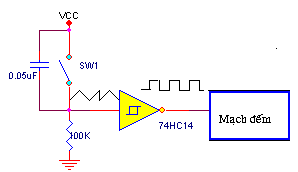 VCC
0.05uF
SW1
100K
74HC14
Mạch đếm